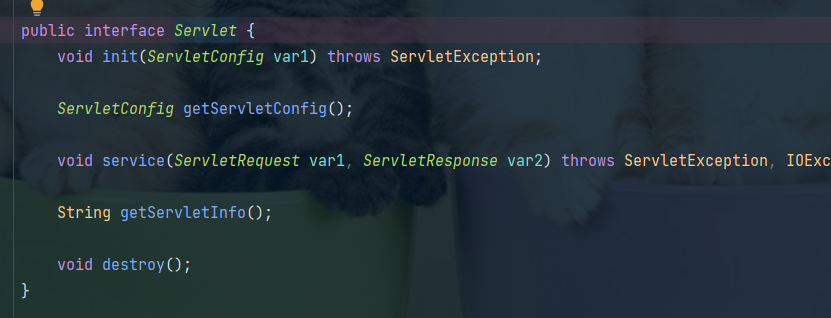 public interface Servlet {
void init(ServletConfig var1) throws ServletException;
ServletConfig getServletConfig();
void service(ServletRequest var1, ServletResponse var2) throws ServletException, IOExc
String getServletInfo();
void destroy();
}